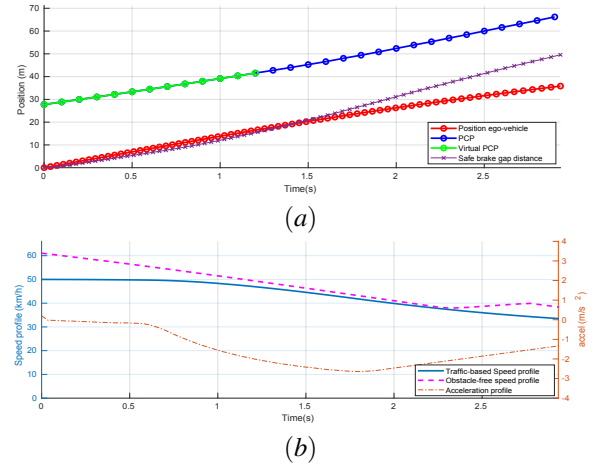 70
60
50
40
30
20
10
0
Position (m)
0
0.5
1
1.5
2
2.5
Time(s)
Position ego-vehicle
PCP
Virtual PCP
Safe brake gap distance
(a)
60
50
40
30
20
10
0
Speed profile (km/h)
4
3
2
1
0
-1
-2
-3
-4
accel (m/s²)
0
0.5
1
1.5
2
2.5
Time(s)
Traffic-based Speed profile
Obstacle-free speed profile
Acceleration profile
(b)